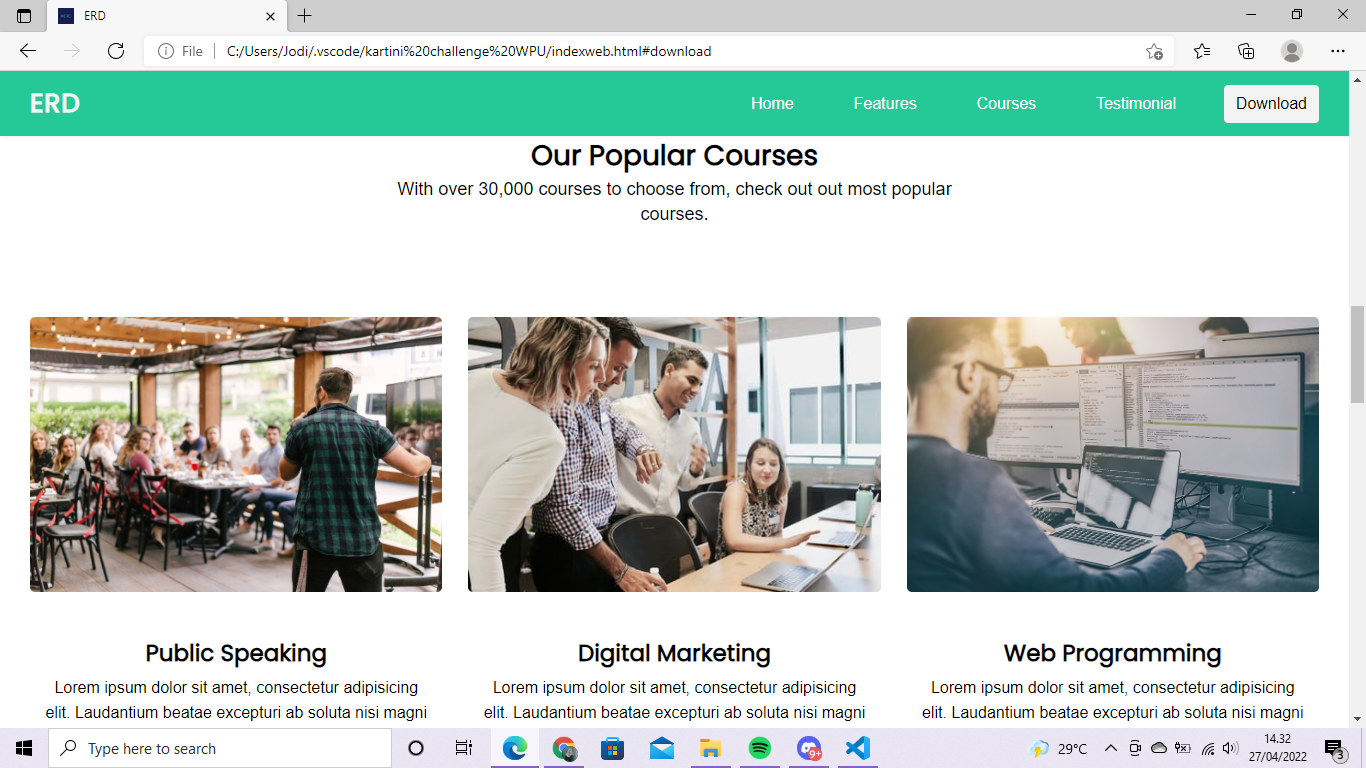 ERD
File
C:/Users/Jodi/.vscode/kartini%20challenge%20WPU/indexweb.html#download
ERD
Home
Features
Courses
Testimonial
Download
Our Popular Courses
With over 30,000 courses to choose from, check out out most popular
courses.
Public Speaking
Lorem ipsum dolor sit amet, consectetur adipisicing
elit. Laudantium beatae excepturi ab soluta nisi magni
Digital Marketing
Lorem ipsum dolor sit amet, consectetur adipisicing
elit. Laudantium beatae excepturi ab soluta nisi magni
Web Programming
Lorem ipsum dolor sit amet, consectetur adipisicing
elit. Laudantium beatae excepturi ab soluta nisi magni
Type here to search
9+
29°C
14.32
27/04/2022
3